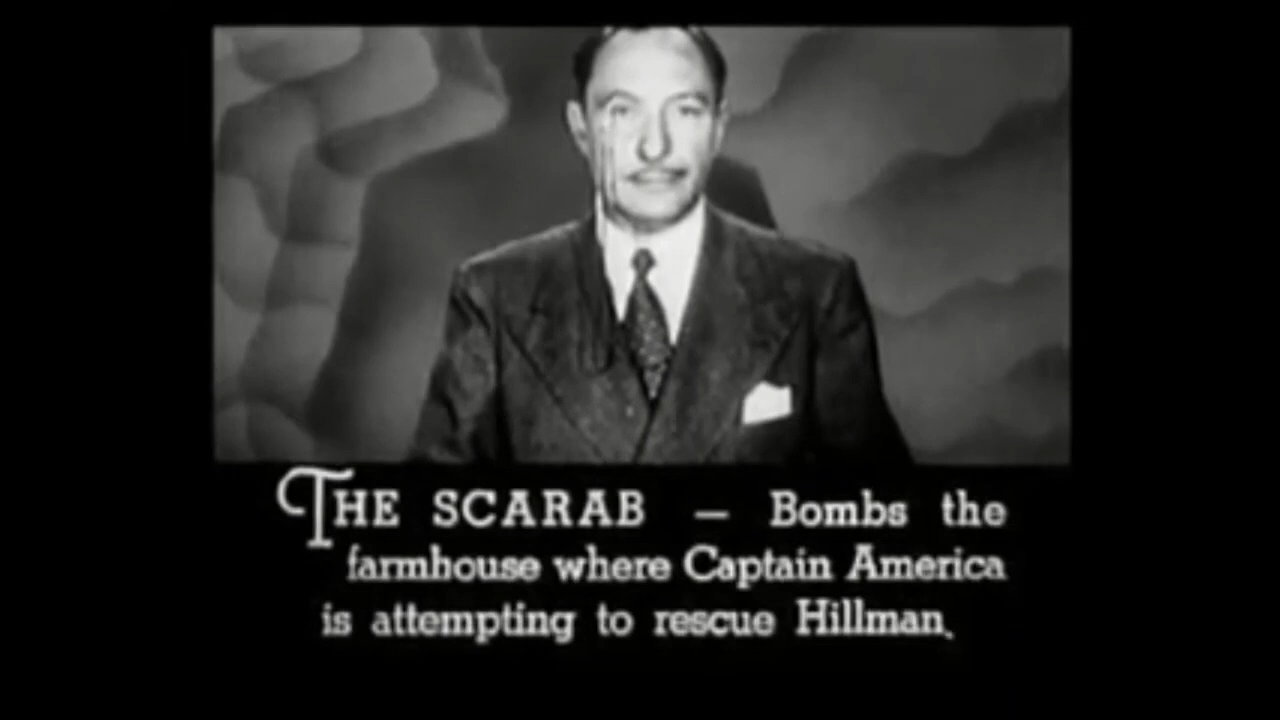 THE SCARAB — Bombs the
farmhouse where Captain America
is attempting to rescue Hillman.